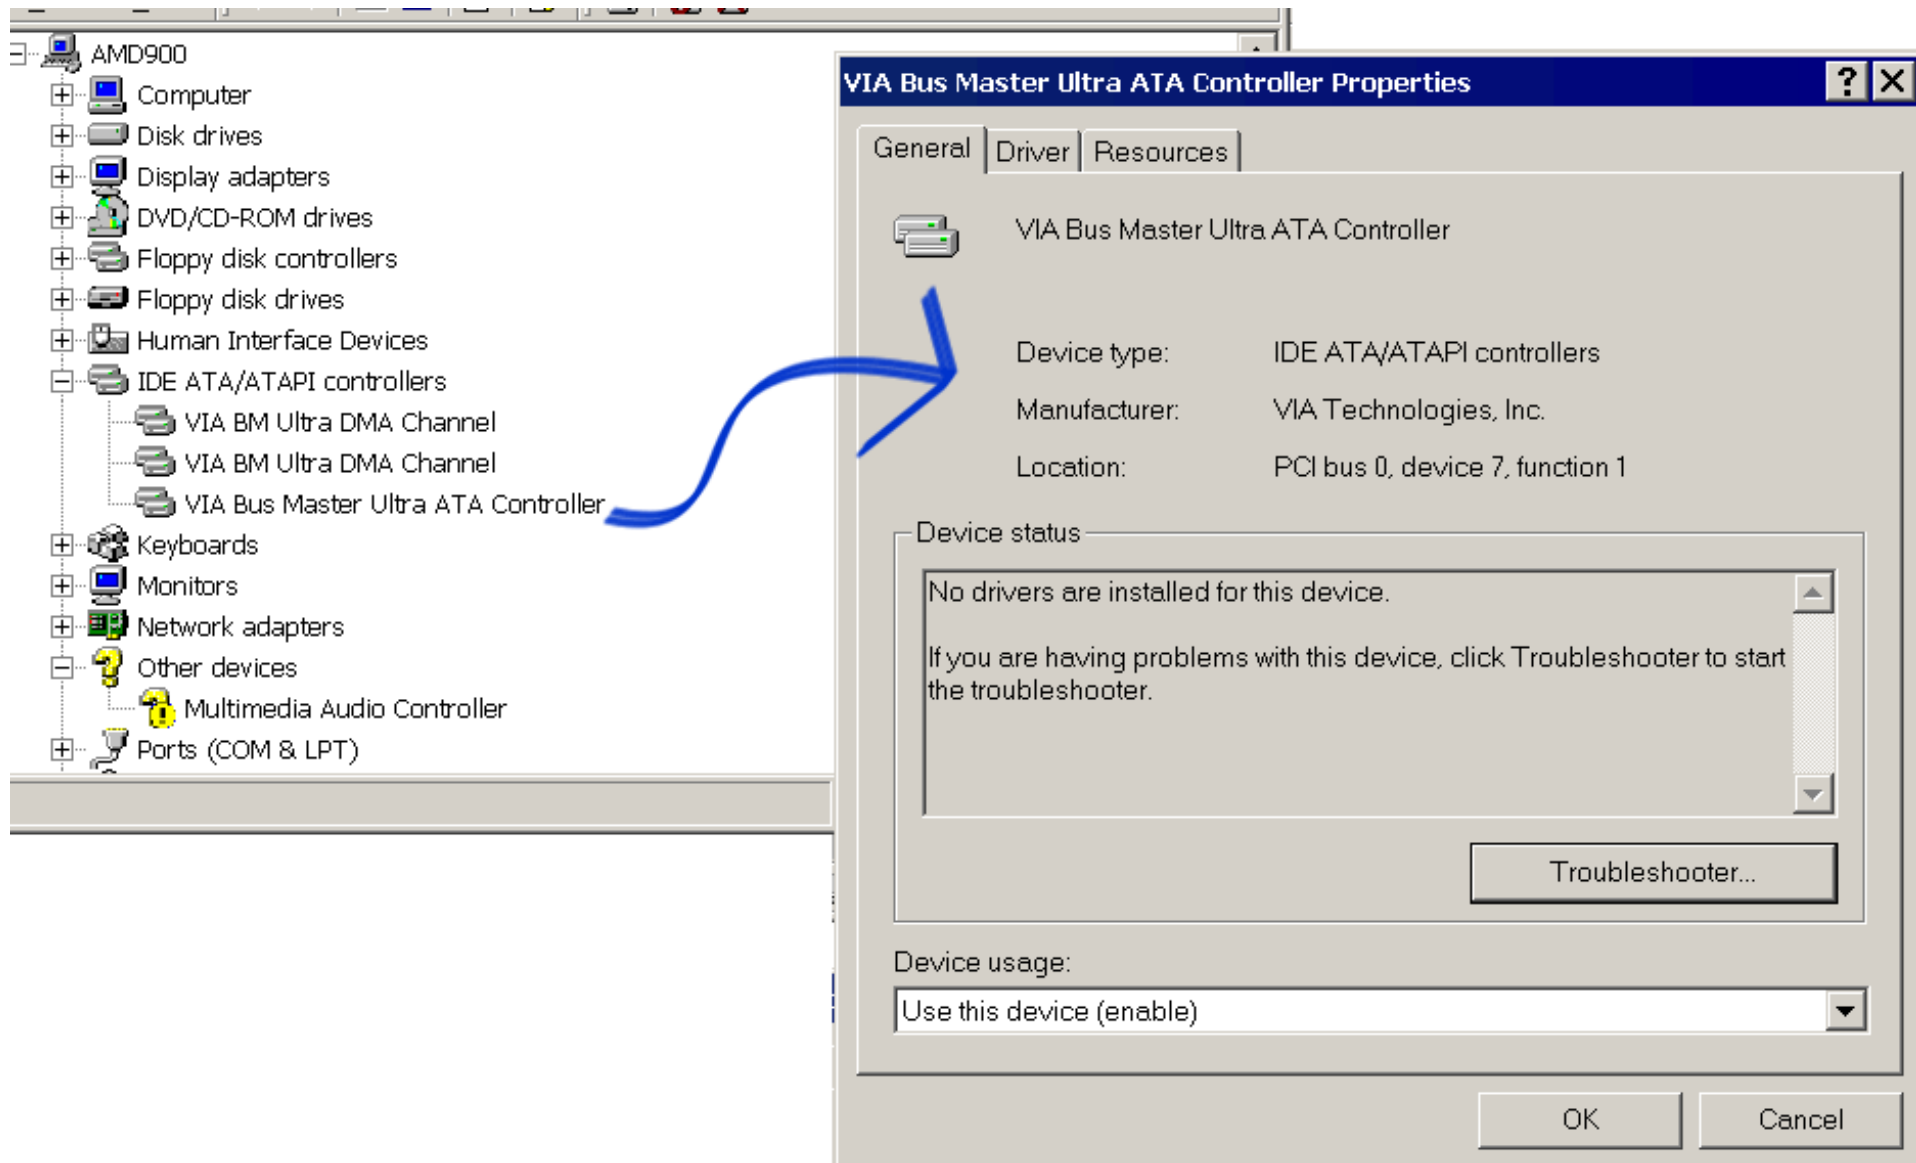 AMD900
Computer
Disk drives
Display adapters
DVD/CD-ROM drives
Floppy disk controllers
Floppy disk drives
Human Interface Devices
IDE ATA/ATAPI controllers
VIA BM Ultra DMA Channel
VIA BM Ultra DMA Channel
VIA Bus Master Ultra ATA Controller
Keyboards
Monitors
Network adapters
Other devices
Multimedia Audio Controller
Ports (COM & LPT)
VIA Bus Master Ultra ATA Controller Properties
General Driver Resources
VIA Bus Master Ultra ATA Controller
Device type: IDE ATA/ATAPI controllers
Manufacturer: VIA Technologies, Inc.
Location: PCI bus 0, device 7, function 1
Device status
No drivers are installed for this device.
If you are having problems with this device, click Troubleshooter to start
the troubleshooter.
Troubleshooter...
Device usage:
Use this device (enable)
OK Cancel